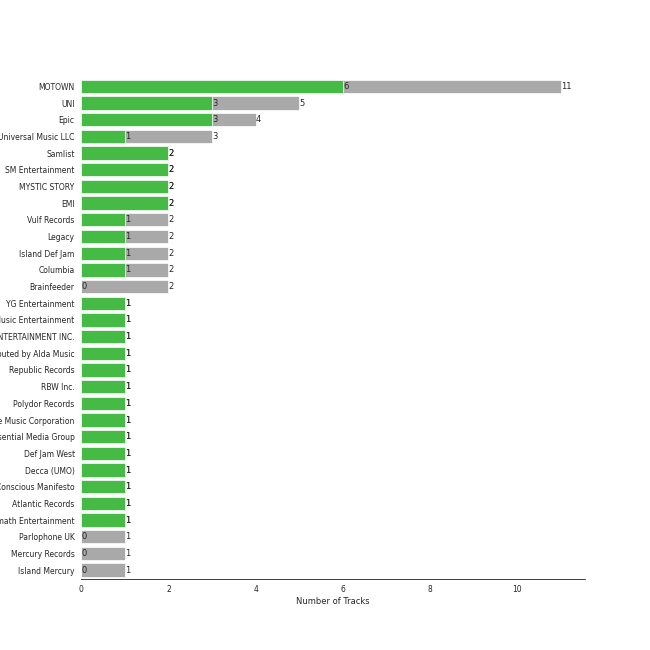 MOTOWN 6 11
UNI 3 5
Epic 3 4
Universal Music LLC 1 3
Samlist 2
SM Entertainment 2
MYSTIC STORY 2
EMI 2
Vulf Records 1 2
Legacy 1 2
Island Def Jam 1 2
Columbia 1 2
Brainfeeder 0 2
YG Entertainment 1
Music Entertainment 1
NTERTAINMENT INC. 1
buted by Alda Music 1
Republic Records 1
RBW Inc. 1
Polydor Records 1
e Music Corporation 1
sential Media Group 1
Def Jam West 1
Decca (UMO) 1
Conscious Manifesto 1
Atlantic Records 1
math Entertainment 1
Parlophone UK 0 1
Mercury Records 0 1
Island Mercury 0 1
0 2 4 6 8 10
Number of Tracks